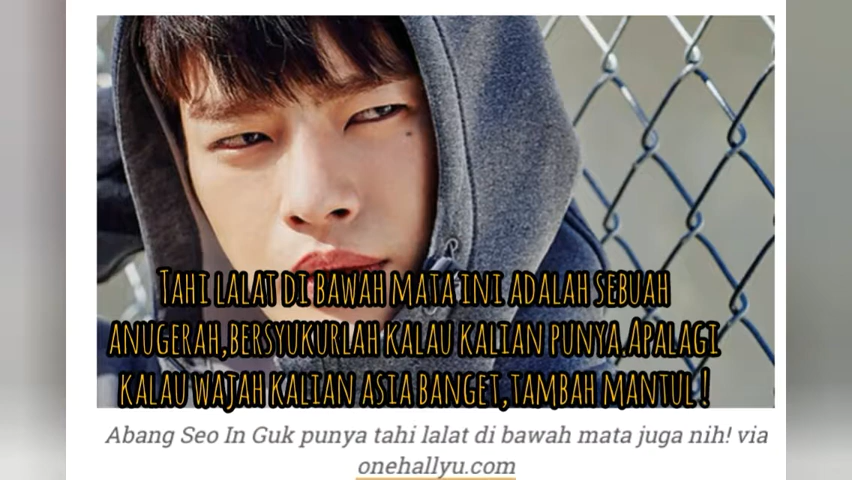 Tahi lalat di bawah mata ini adalah sebuah
anugerah,bersyukurlah kalau kalian punya.Apalagi
kalau wajah kalian asia banget,tambah mantul !
Abang Seo In Guk punya tahi lalat di bawah mata juga nih! via
onehallyu.com